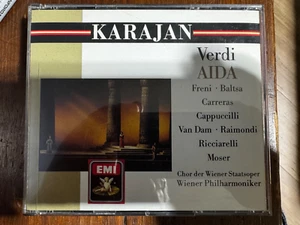 KARAJAN
Verdi
AIDA
Freni · Baltsa
Carreras
Cappuccilli
Van Dam · Raimondi
Ricciarelli
Moser
Chor der Wiener Staatsoper
Wiener Philharmoniker
EMI